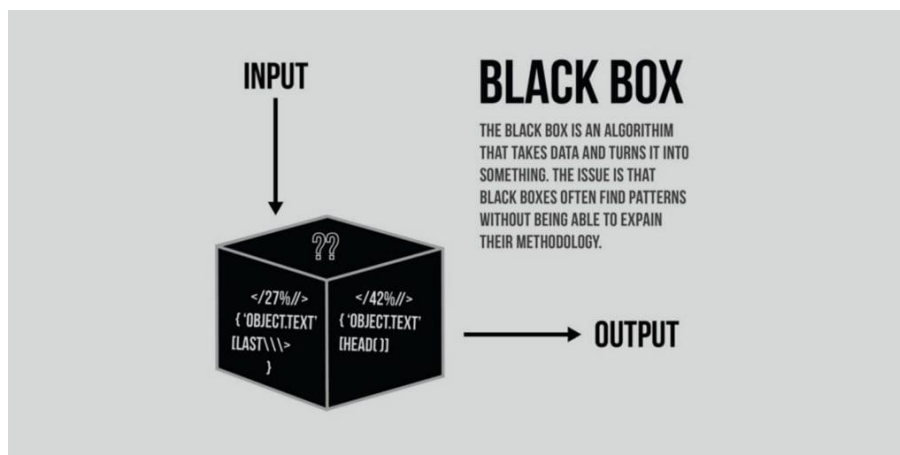 INPUT
BLACK BOX
THE BLACK BOX IS AN ALGORITHIM
THAT TAKES DATA AND TURNS IT INTO
SOMETHING. THE ISSUE IS THAT
BLACK BOXES OFTEN FIND PATTERNS
WITHOUT BEING ABLE TO EXPAIN
THEIR METHODOLOGY.
??
</27%//>
{ 'OBJECT.TEXT'
[LAST\\\>
}
</42%//>
{ 'OBJECT.TEXT'
[HEAD( )]
OUTPUT